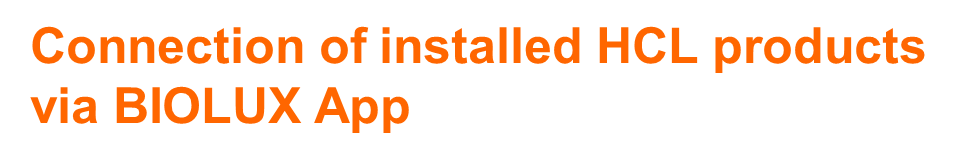 Connection of installed HCL products
via BIOLUX App